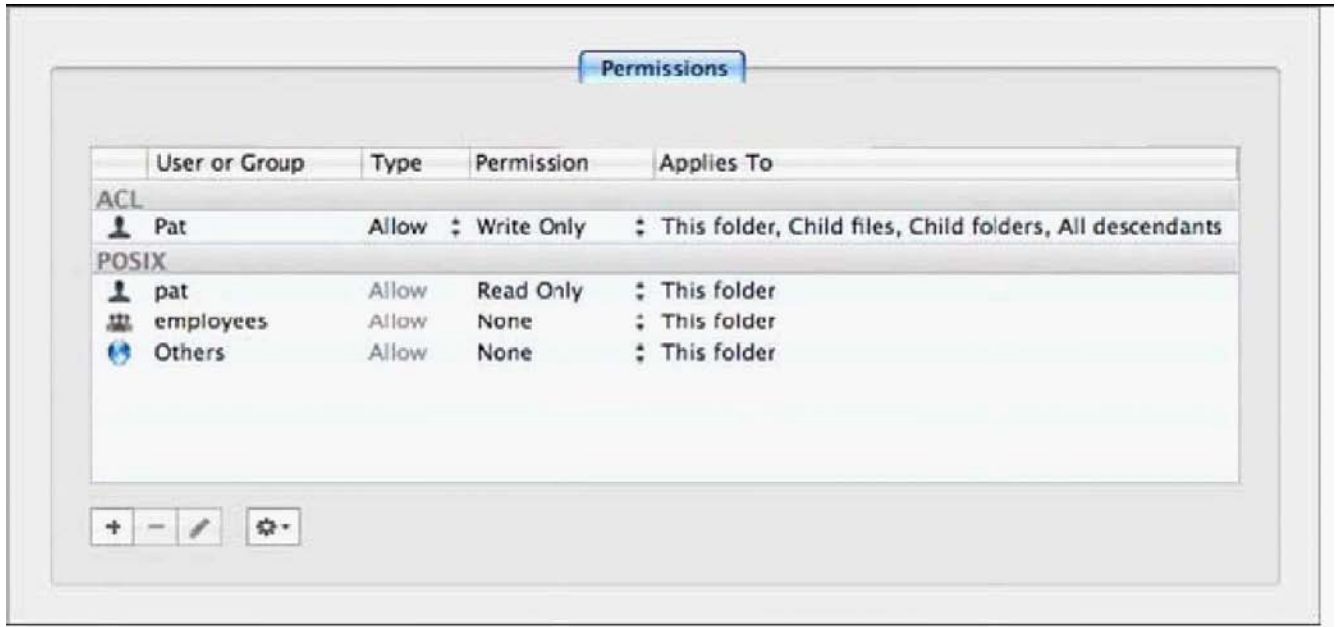 Permissions
User or Group Type Permission Applies To
ACL
Pat Allow Write Only This folder, Child files, Child folders, All descendants
POSIX
pat Allow Read Only This folder
employees Allow None This folder
Others Allow None This folder